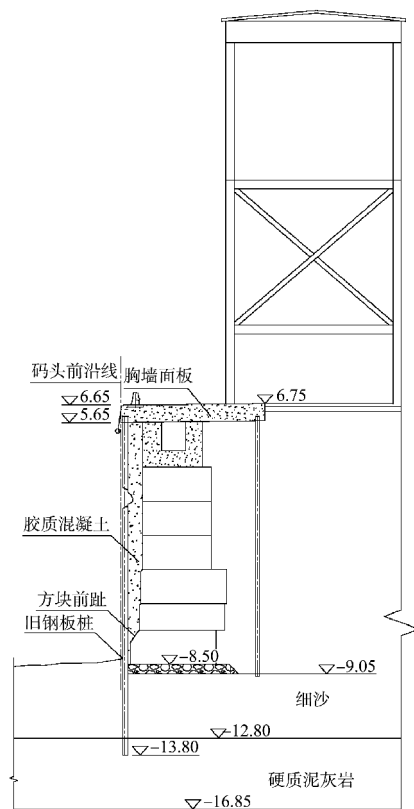 码头前沿线
胸墙面板
6.65
6.75
5.65
胶质混凝土
方块前趾
旧钢板桩
-8.50
-9.05
细沙
-12.80
-13.80
硬质泥灰岩
-16.85